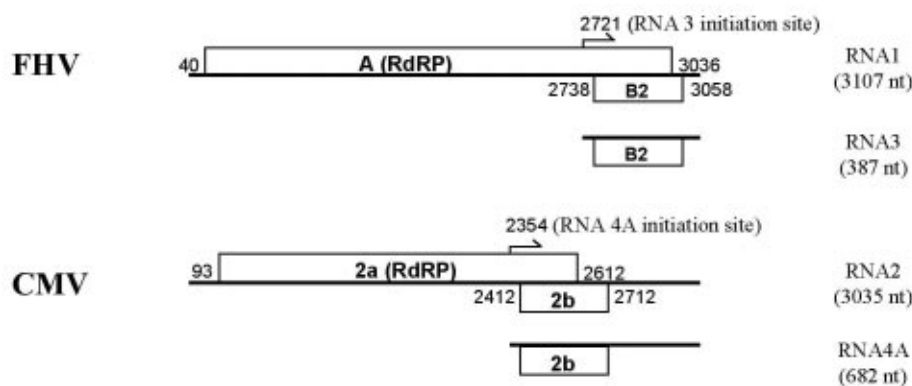 2721 (RNA 3 initiation site)
FHV
40
A (RdRP)
3036
RNA1
(3107 nt)
2738
B2
3058
B2
RNA3
(387 nt)
2354 (RNA 4A initiation site)
CMV
93
2a (RdRP)
2612
RNA2
(3035 nt)
2412
2b
2712
2b
RNA4A
(682 nt)